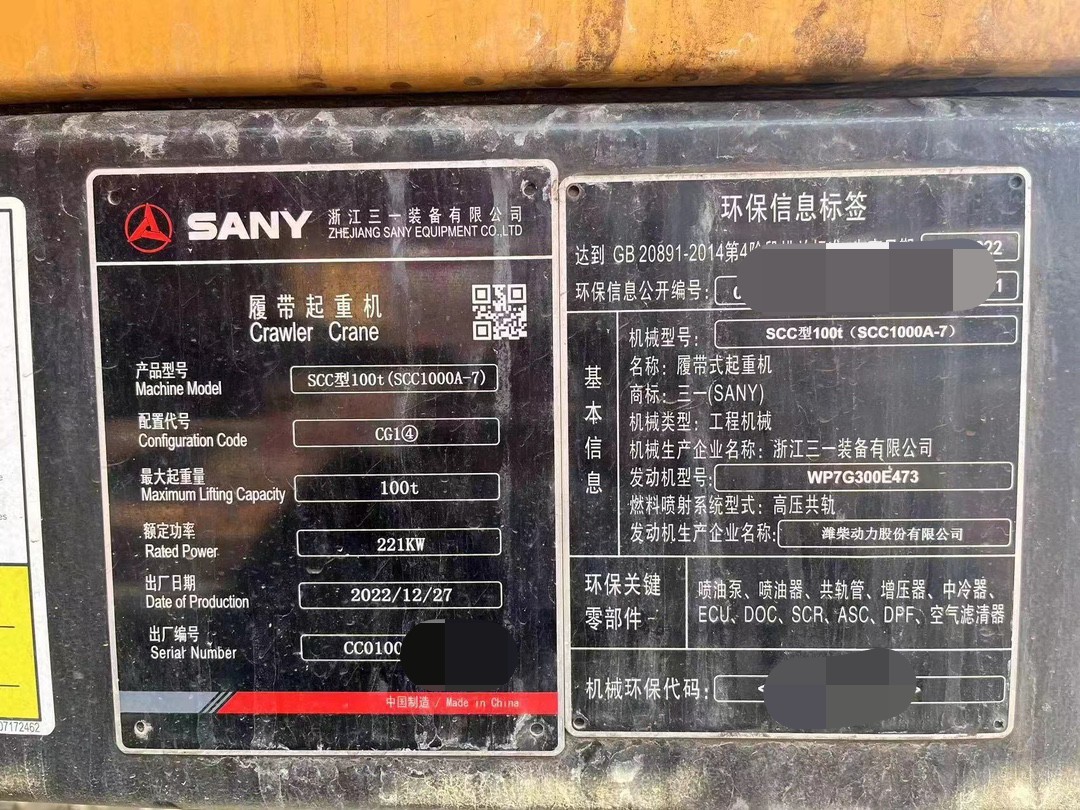 SANY
浙江三一装备有限公司
ZHEJIANG SANY EQUIPMENT CO.,LTD
履带起重机
Crawler Crane
产品型号
Machine Model
SCC型100t(SCC1000A-7)
配置代号
Configuration Code
CG1④
最大起重量
Maximum Lifting Capacity
100t
额定功率
Rated Power
221KW
出厂日期
Date of Production
2022/12/27
出厂编号
Serial Number
CC0100
中国制造 / Made in China
环保信息标签
达到 GB 20891-2014第4
22
环保信息公开编号:
1
基本信息
机械型号:
SCC型100t（SCC1000A-7）
名称: 履带式起重机
商标: 三一(SANY)
机械类型: 工程机械
机械生产企业名称: 浙江三一装备有限公司
发动机型号:
WP7G300E473
燃料喷射系统型式: 高压共轨
发动机生产企业名称:
潍柴动力股份有限公司
环保关键
零部件
喷油泵、喷油器、共轨管、增压器、中冷器、
ECU、DOC、SCR、ASC、DPF、空气滤清器
机械环保代码:
07172462